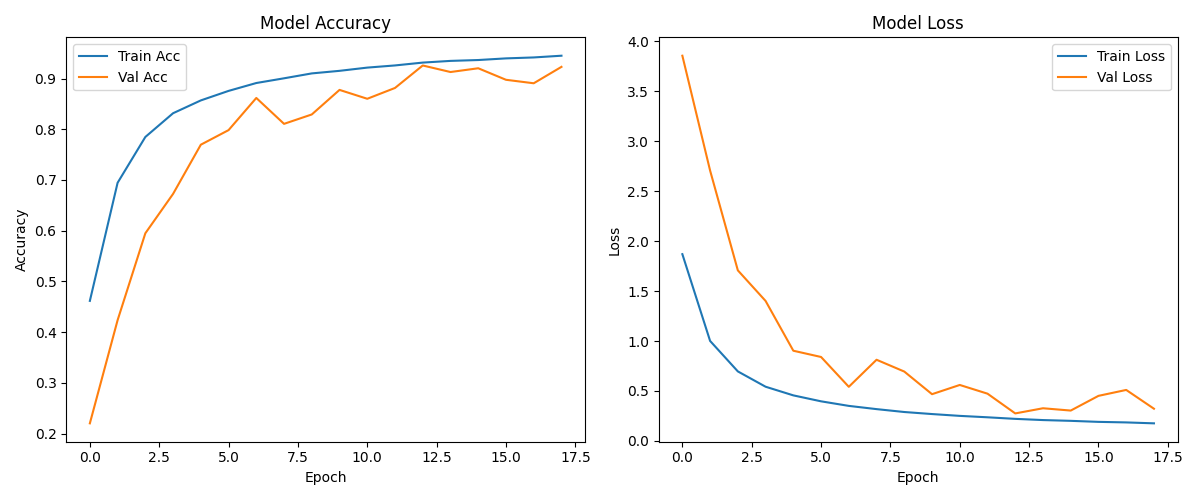 Model Accuracy
Train Acc
Val Acc
Accuracy
0.9
0.8
0.7
0.6
0.5
0.4
0.3
0.2
0.0 2.5 5.0 7.5 10.0 12.5 15.0 17.5
Epoch
Model Loss
Train Loss
Val Loss
Loss
4.0
3.5
3.0
2.5
2.0
1.5
1.0
0.5
0.0
0.0 2.5 5.0 7.5 10.0 12.5 15.0 17.5
Epoch